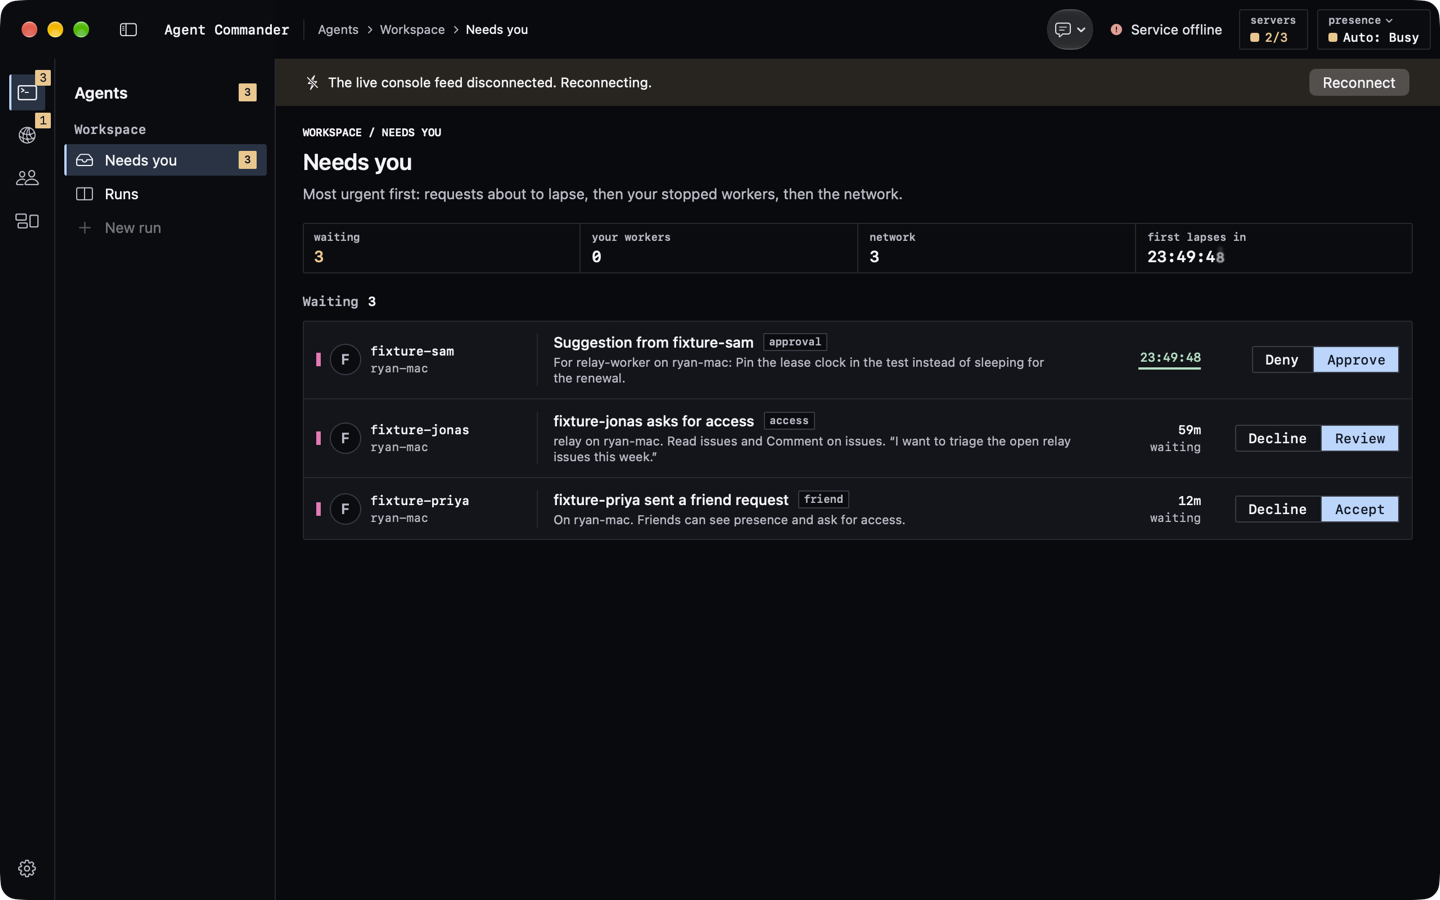 Agent Commander
Agents > Workspace > Needs you
Service offline
servers
2/3
presence
Auto: Busy
3
1
Agents 3
Workspace
Needs you 3
Runs
+ New run
The live console feed disconnected. Reconnecting.
Reconnect
WORKSPACE / NEEDS YOU
Needs you
Most urgent first: requests about to lapse, then your stopped workers, then the network.
waiting
3
your workers
0
network
3
first lapses in
23:49:48
Waiting 3
F
fixture-sam
ryan-mac
Suggestion from fixture-sam approval
For relay-worker on ryan-mac: Pin the lease clock in the test instead of sleeping for
the renewal.
23:49:48
Deny Approve
F
fixture-jonas
ryan-mac
fixture-jonas asks for access access
relay on ryan-mac. Read issues and Comment on issues. “I want to triage the open relay
issues this week.”
59m
waiting
Decline Review
F
fixture-priya
ryan-mac
fixture-priya sent a friend request friend
On ryan-mac. Friends can see presence and ask for access.
12m
waiting
Decline Accept